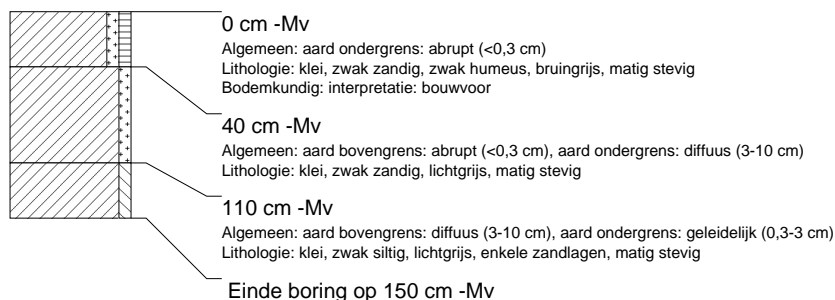 0 cm -Mv
Algemeen: aard ondergrens: abrupt (<0,3 cm)
Lithologie: klei, zwak zandig, zwak humeus, bruingrijs, matig stevig
Bodemkundig: interpretatie: bouwvoor
40 cm -Mv
Algemeen: aard bovengrens: abrupt (<0,3 cm), aard ondergrens: diffuus (3-10 cm)
Lithologie: klei, zwak zandig, lichtgrijs, matig stevig
110 cm -Mv
Algemeen: aard bovengrens: diffuus (3-10 cm), aard ondergrens: geleidelijk (0,3-3 cm)
Lithologie: klei, zwak siltig, lichtgrijs, enkele zandlagen, matig stevig
Einde boring op 150 cm -Mv